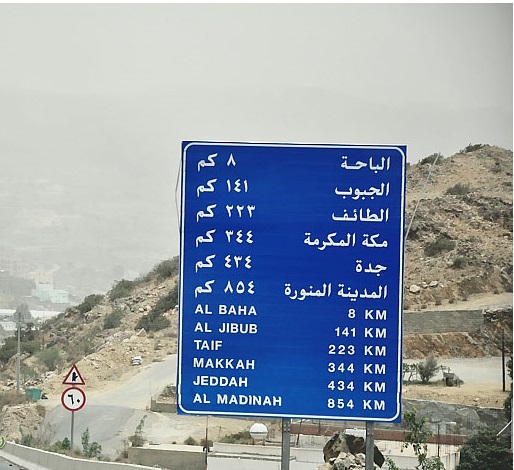 الباحة ٨ كم
الجبوب ١٤١ كم
الطائف ٢٢٣ كم
مكة المكرمة ٣٤٤ كم
جدة ٤٣٤ كم
المدينة المنورة ٨٥٤ كم
AL BAHA 8 KM
AL JIBUB 141 KM
TAIF 223 KM
MAKKAH 344 KM
JEDDAH 434 KM
AL MADINAH 854 KM
٦٠